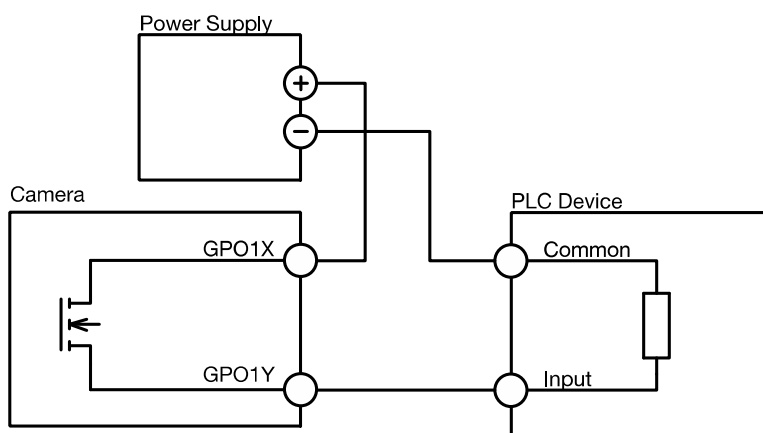 Power Supply
+
−
Camera
PLC Device
GPO1X
Common
GPO1Y
Input